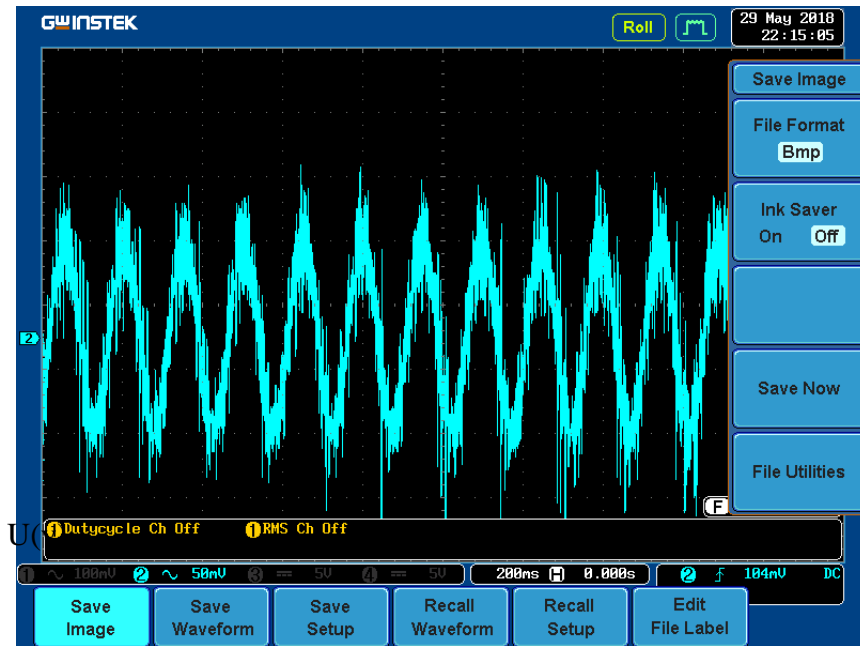 GWINSTEK
Roll
29 May 2018
22:15:05
Save Image
File Format
Bmp
Ink Saver
On Off
2
Save Now
File Utilities
F
U(
1 Dutycycle Ch Off 1 RMS Ch Off
1 ~ 100mV 2 ~ 50mV 3 5V 4 5V 200ms H 0.000s 2 104mV DC
Save Image
Save Waveform
Save Setup
Recall Waveform
Recall Setup
Edit File Label